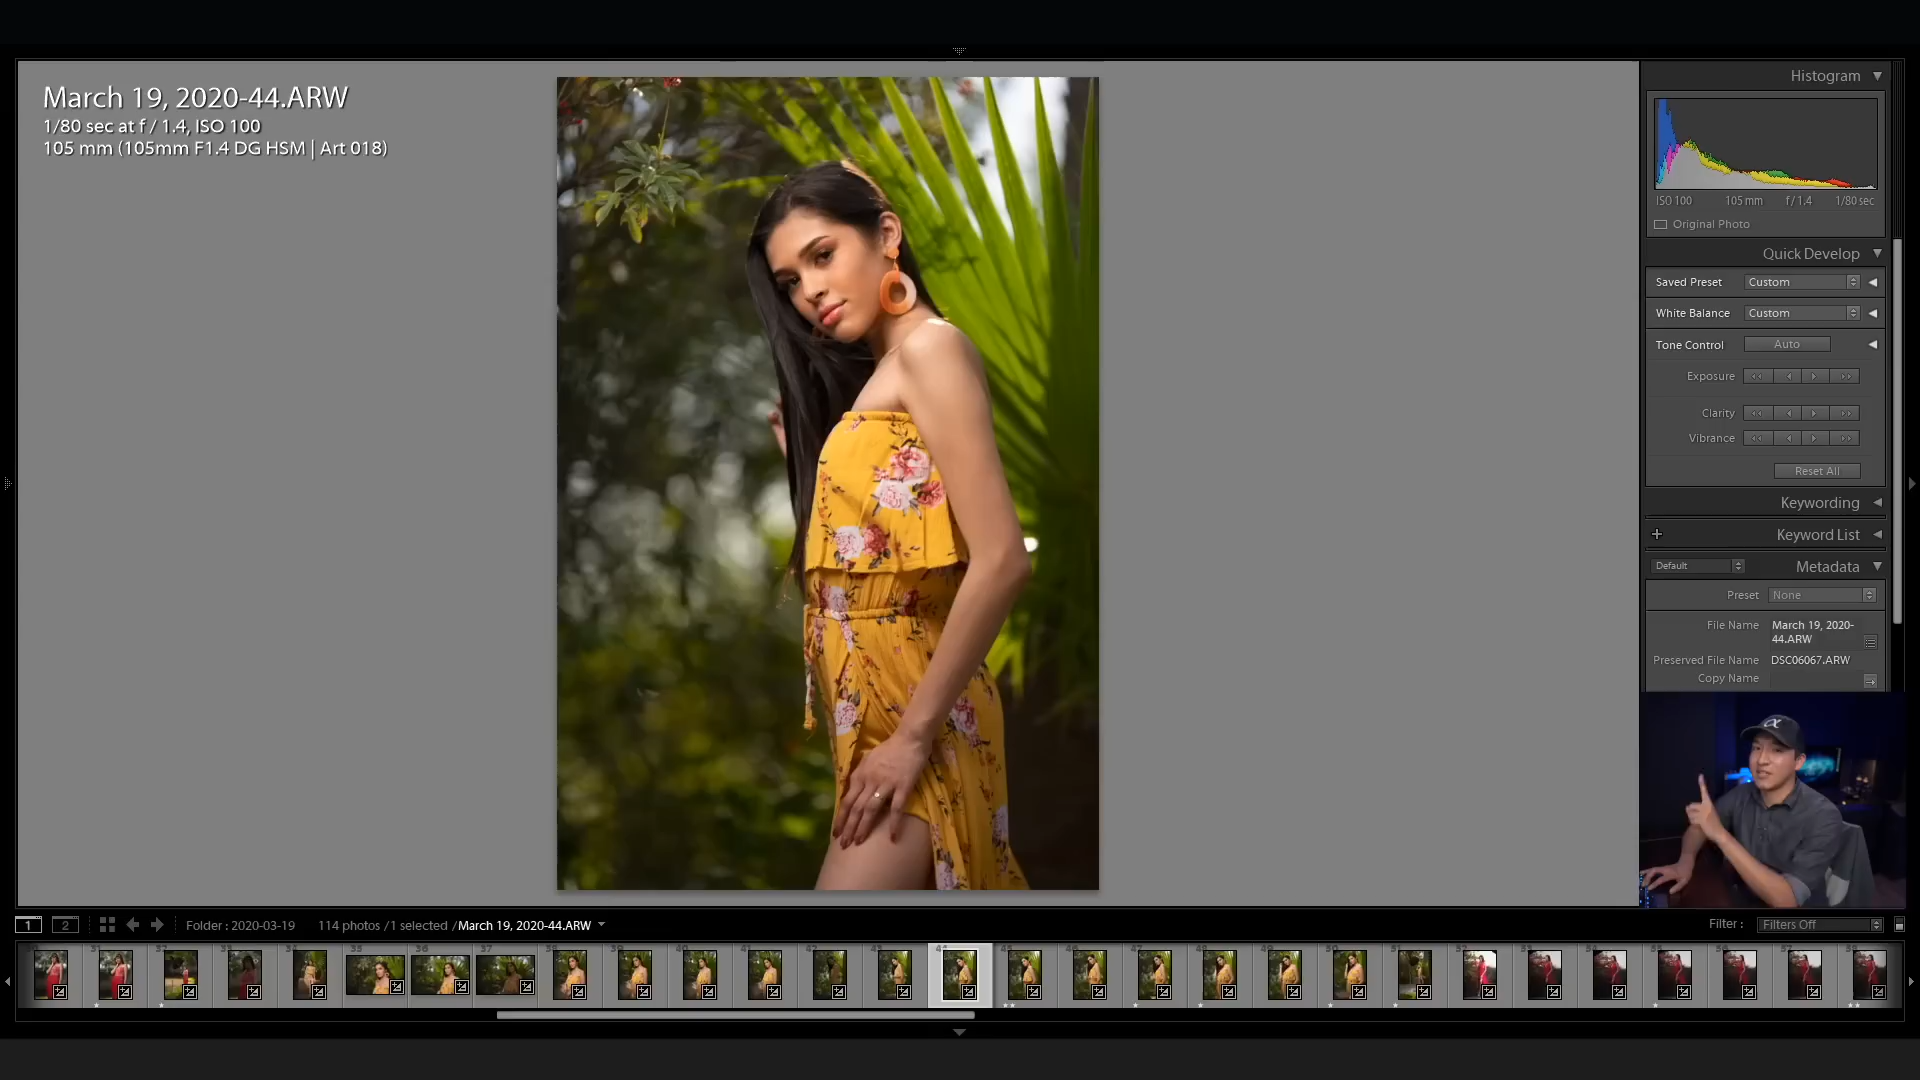 March 19, 2020-44.ARW
1/80 sec at f / 1.4, ISO 100
105 mm (105mm F1.4 DG HSM | Art 018)
Histogram
ISO 100 105 mm f / 1.4 1/80 sec
Original Photo
Quick Develop
Saved Preset Custom
White Balance Custom
Tone Control Auto
Exposure
Clarity
Vibrance
Reset All
Keywording
+ Keyword List
Default Metadata
Preset None
File Name March 19, 2020-
44.ARW
Preserved File Name DSC06067.ARW
Copy Name
1 2 Folder : 2020-03-19 114 photos / 1 selected / March 19, 2020-44.ARW Filter : Filters Off